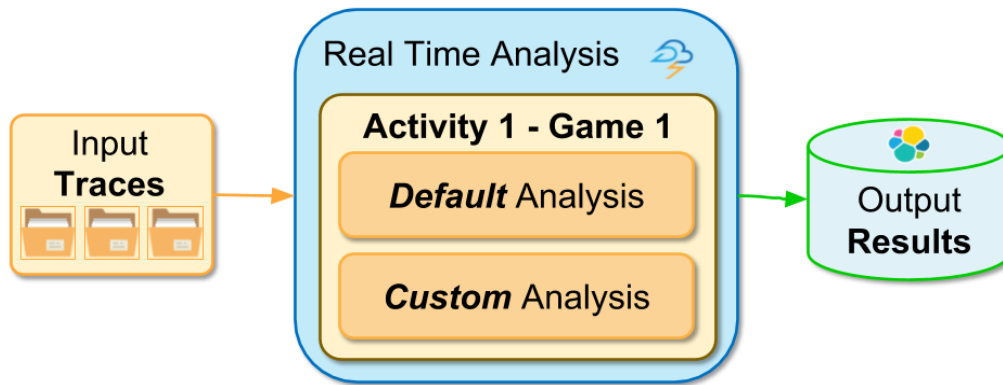 Real Time Analysis
Input
Traces
Activity 1 - Game 1
Default Analysis
Custom Analysis
Output
Results